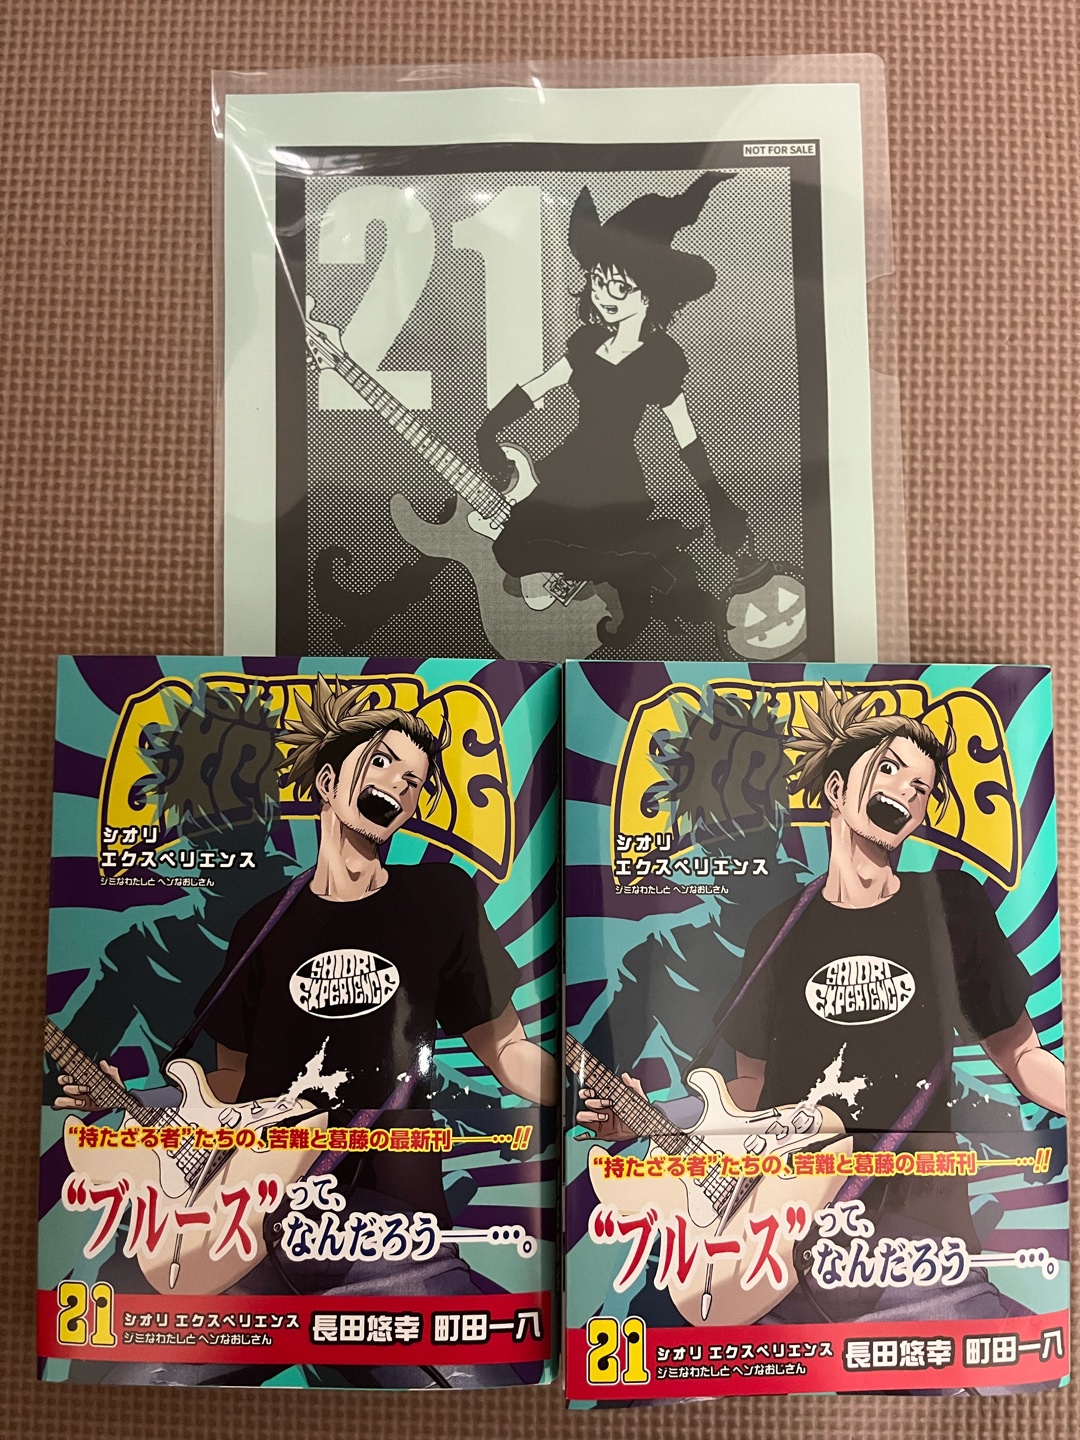 NOT FOR SALE
21
シオリ
エクスペリエンス
ジミなわたしと ヘンなおじさん
SHIORI
EXPERIENCE
“持たざる者”たちの、苦難と葛藤の最新刊――…!!
“ブルース”って、
なんだろう――…。
21 シオリ エクスペリエンス
ジミなわたしと ヘンなおじさん
長田悠幸 町田一八
シオリ
エクスペリエンス
ジミなわたしと ヘンなおじさん
SHIORI
EXPERIENCE
“持たざる者”たちの、苦難と葛藤の最新刊――…!!
“ブルース”って、
なんだろう――…。
21 シオリ エクスペリエンス
ジミなわたしと ヘンなおじさん
長田悠幸 町田一八